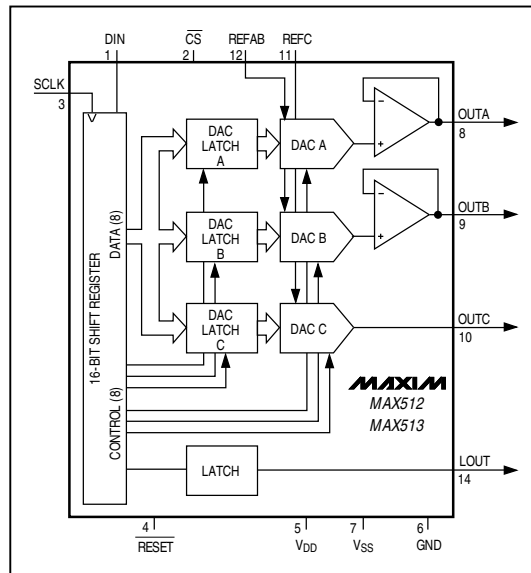 DIN
1
CS
2
REFAB
12
REFC
11
SCLK
3
16-BIT SHIFT REGISTER
DATA (8)
CONTROL (8)
DAC
LATCH
A
DAC A
DAC
LATCH
B
DAC B
DAC
LATCH
C
DAC C
LATCH
-
+
OUTA
8
-
+
OUTB
9
OUTC
10
MAXIM
MAX512
MAX513
LOUT
14
4
RESET
5
VDD
7
VSS
6
GND